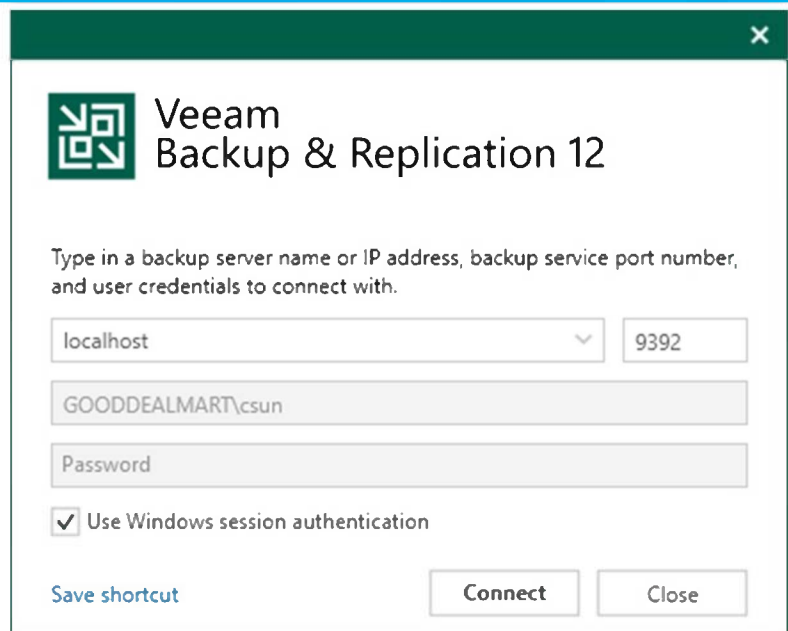 Veeam
Backup & Replication 12
Type in a backup server name or IP address, backup service port number,
and user credentials to connect with.
localhost
9392
GOODDEALMART\csun
Password
Use Windows session authentication
Save shortcut
Connect
Close